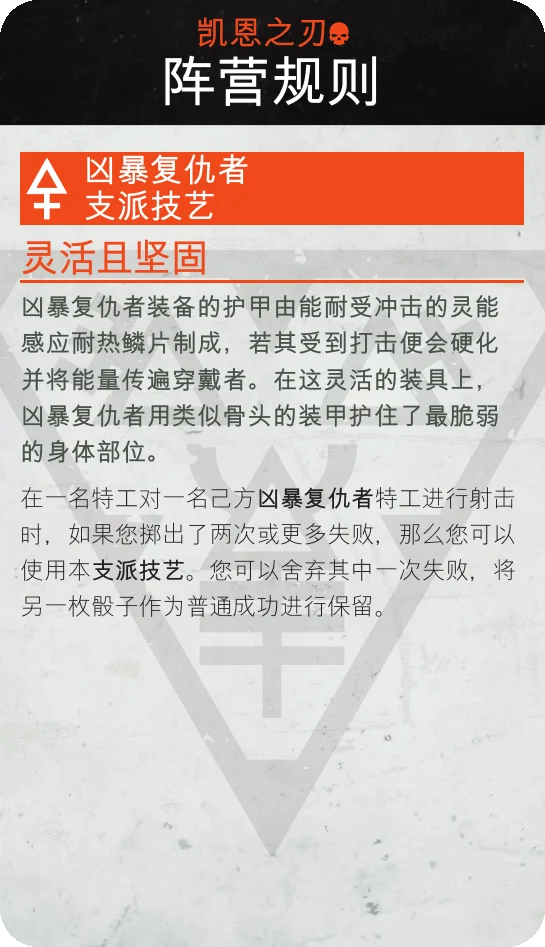 凯恩之刃
阵营规则
凶暴复仇者
支派技艺
灵活且坚固
凶暴复仇者装备的护甲由能耐受冲击的灵能
感应耐热鳞片制成，若其受到打击便会硬化
并将能量传遍穿戴者。在这灵活的装具上，
凶暴复仇者用类似骨头的装甲护住了最脆弱
的身体部位。
在一名特工对一名己方凶暴复仇者特工进行射击
时，如果您掷出了两次或更多失败，那么您可以
使用本支派技艺。您可以舍弃其中一次失败，将
另一枚骰子作为普通成功进行保留。